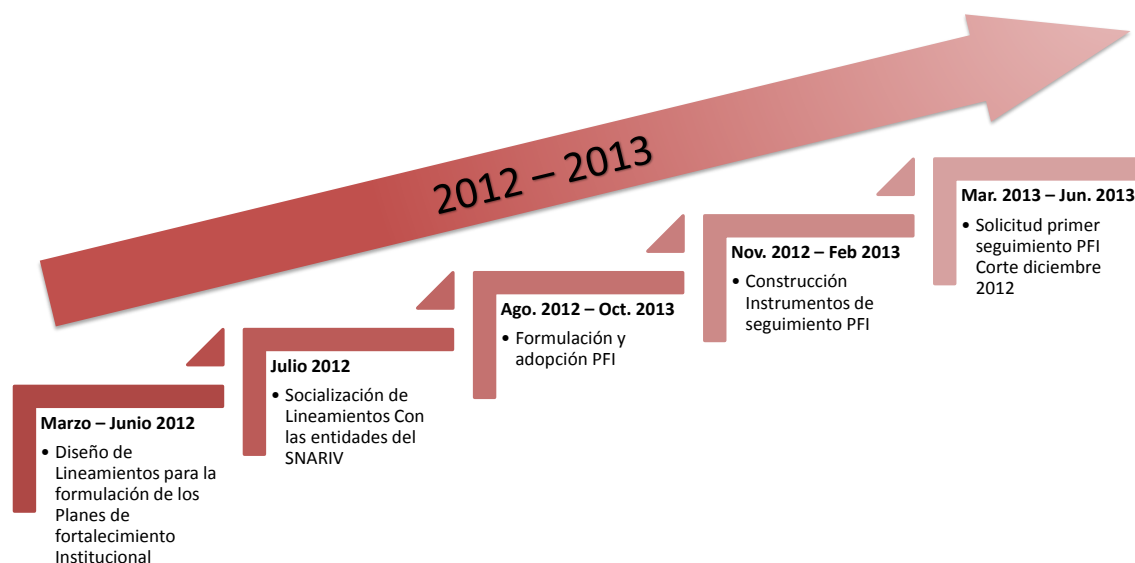 2012 – 2013
Marzo – Junio 2012
• Diseño de
Lineamientos para la
formulación de los
Planes de
fortalecimiento
Institucional
Julio 2012
• Socialización de
Lineamientos Con
las entidades del
SNARIV
Ago. 2012 – Oct. 2013
• Formulación y
adopción PFI
Nov. 2012 – Feb 2013
• Construcción
Instrumentos de
seguimiento PFI
Mar. 2013 – Jun. 2013
• Solicitud primer
seguimiento PFI
Corte diciembre
2012